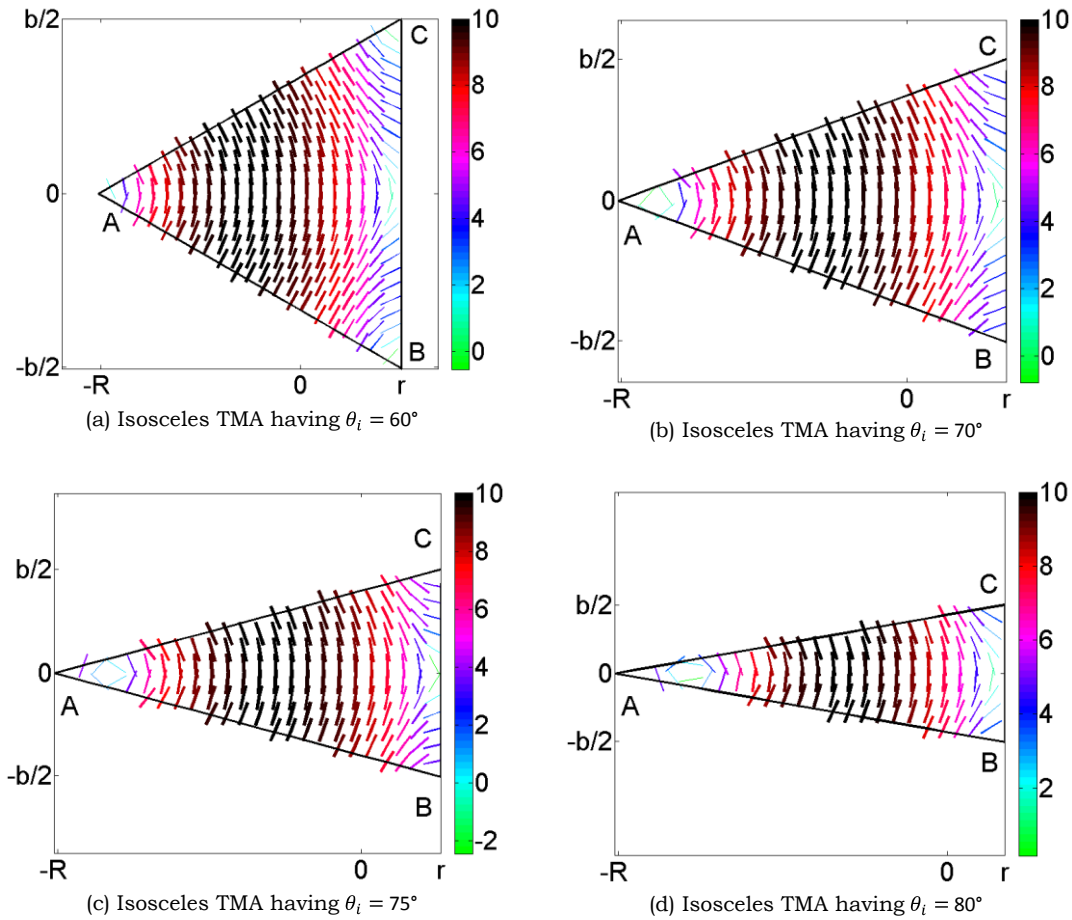 b/2
0
-b/2
A
C
B
-R
0
r
10
8
6
4
2
0
(a) Isosceles TMA having θᵢ = 60°
b/2
0
-b/2
A
C
B
-R
0
r
10
8
6
4
2
0
(b) Isosceles TMA having θᵢ = 70°
b/2
0
-b/2
A
C
B
-R
0
r
10
8
6
4
2
0
-2
(c) Isosceles TMA having θᵢ = 75°
b/2
0
-b/2
A
C
B
-R
0
r
10
8
6
4
2
(d) Isosceles TMA having θᵢ = 80°